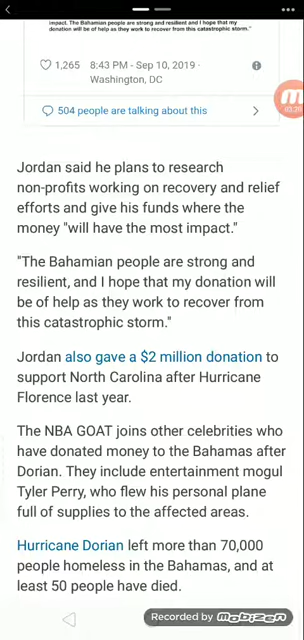 impact. The Bahamian people are strong and resilient and I hope that my
donation will be of help as they work to recover from this catastrophic storm."
1,265 8:43 PM - Sep 10, 2019 ·
Washington, DC
504 people are talking about this
Jordan said he plans to research
non-profits working on recovery and relief
efforts and give his funds where the
money "will have the most impact."
"The Bahamian people are strong and
resilient, and I hope that my donation will
be of help as they work to recover from
this catastrophic storm."
Jordan also gave a $2 million donation to
support North Carolina after Hurricane
Florence last year.
The NBA GOAT joins other celebrities who
have donated money to the Bahamas after
Dorian. They include entertainment mogul
Tyler Perry, who flew his personal plane
full of supplies to the affected areas.
Hurricane Dorian left more than 70,000
people homeless in the Bahamas, and at
least 50 people have died.
Recorded by Mobizen